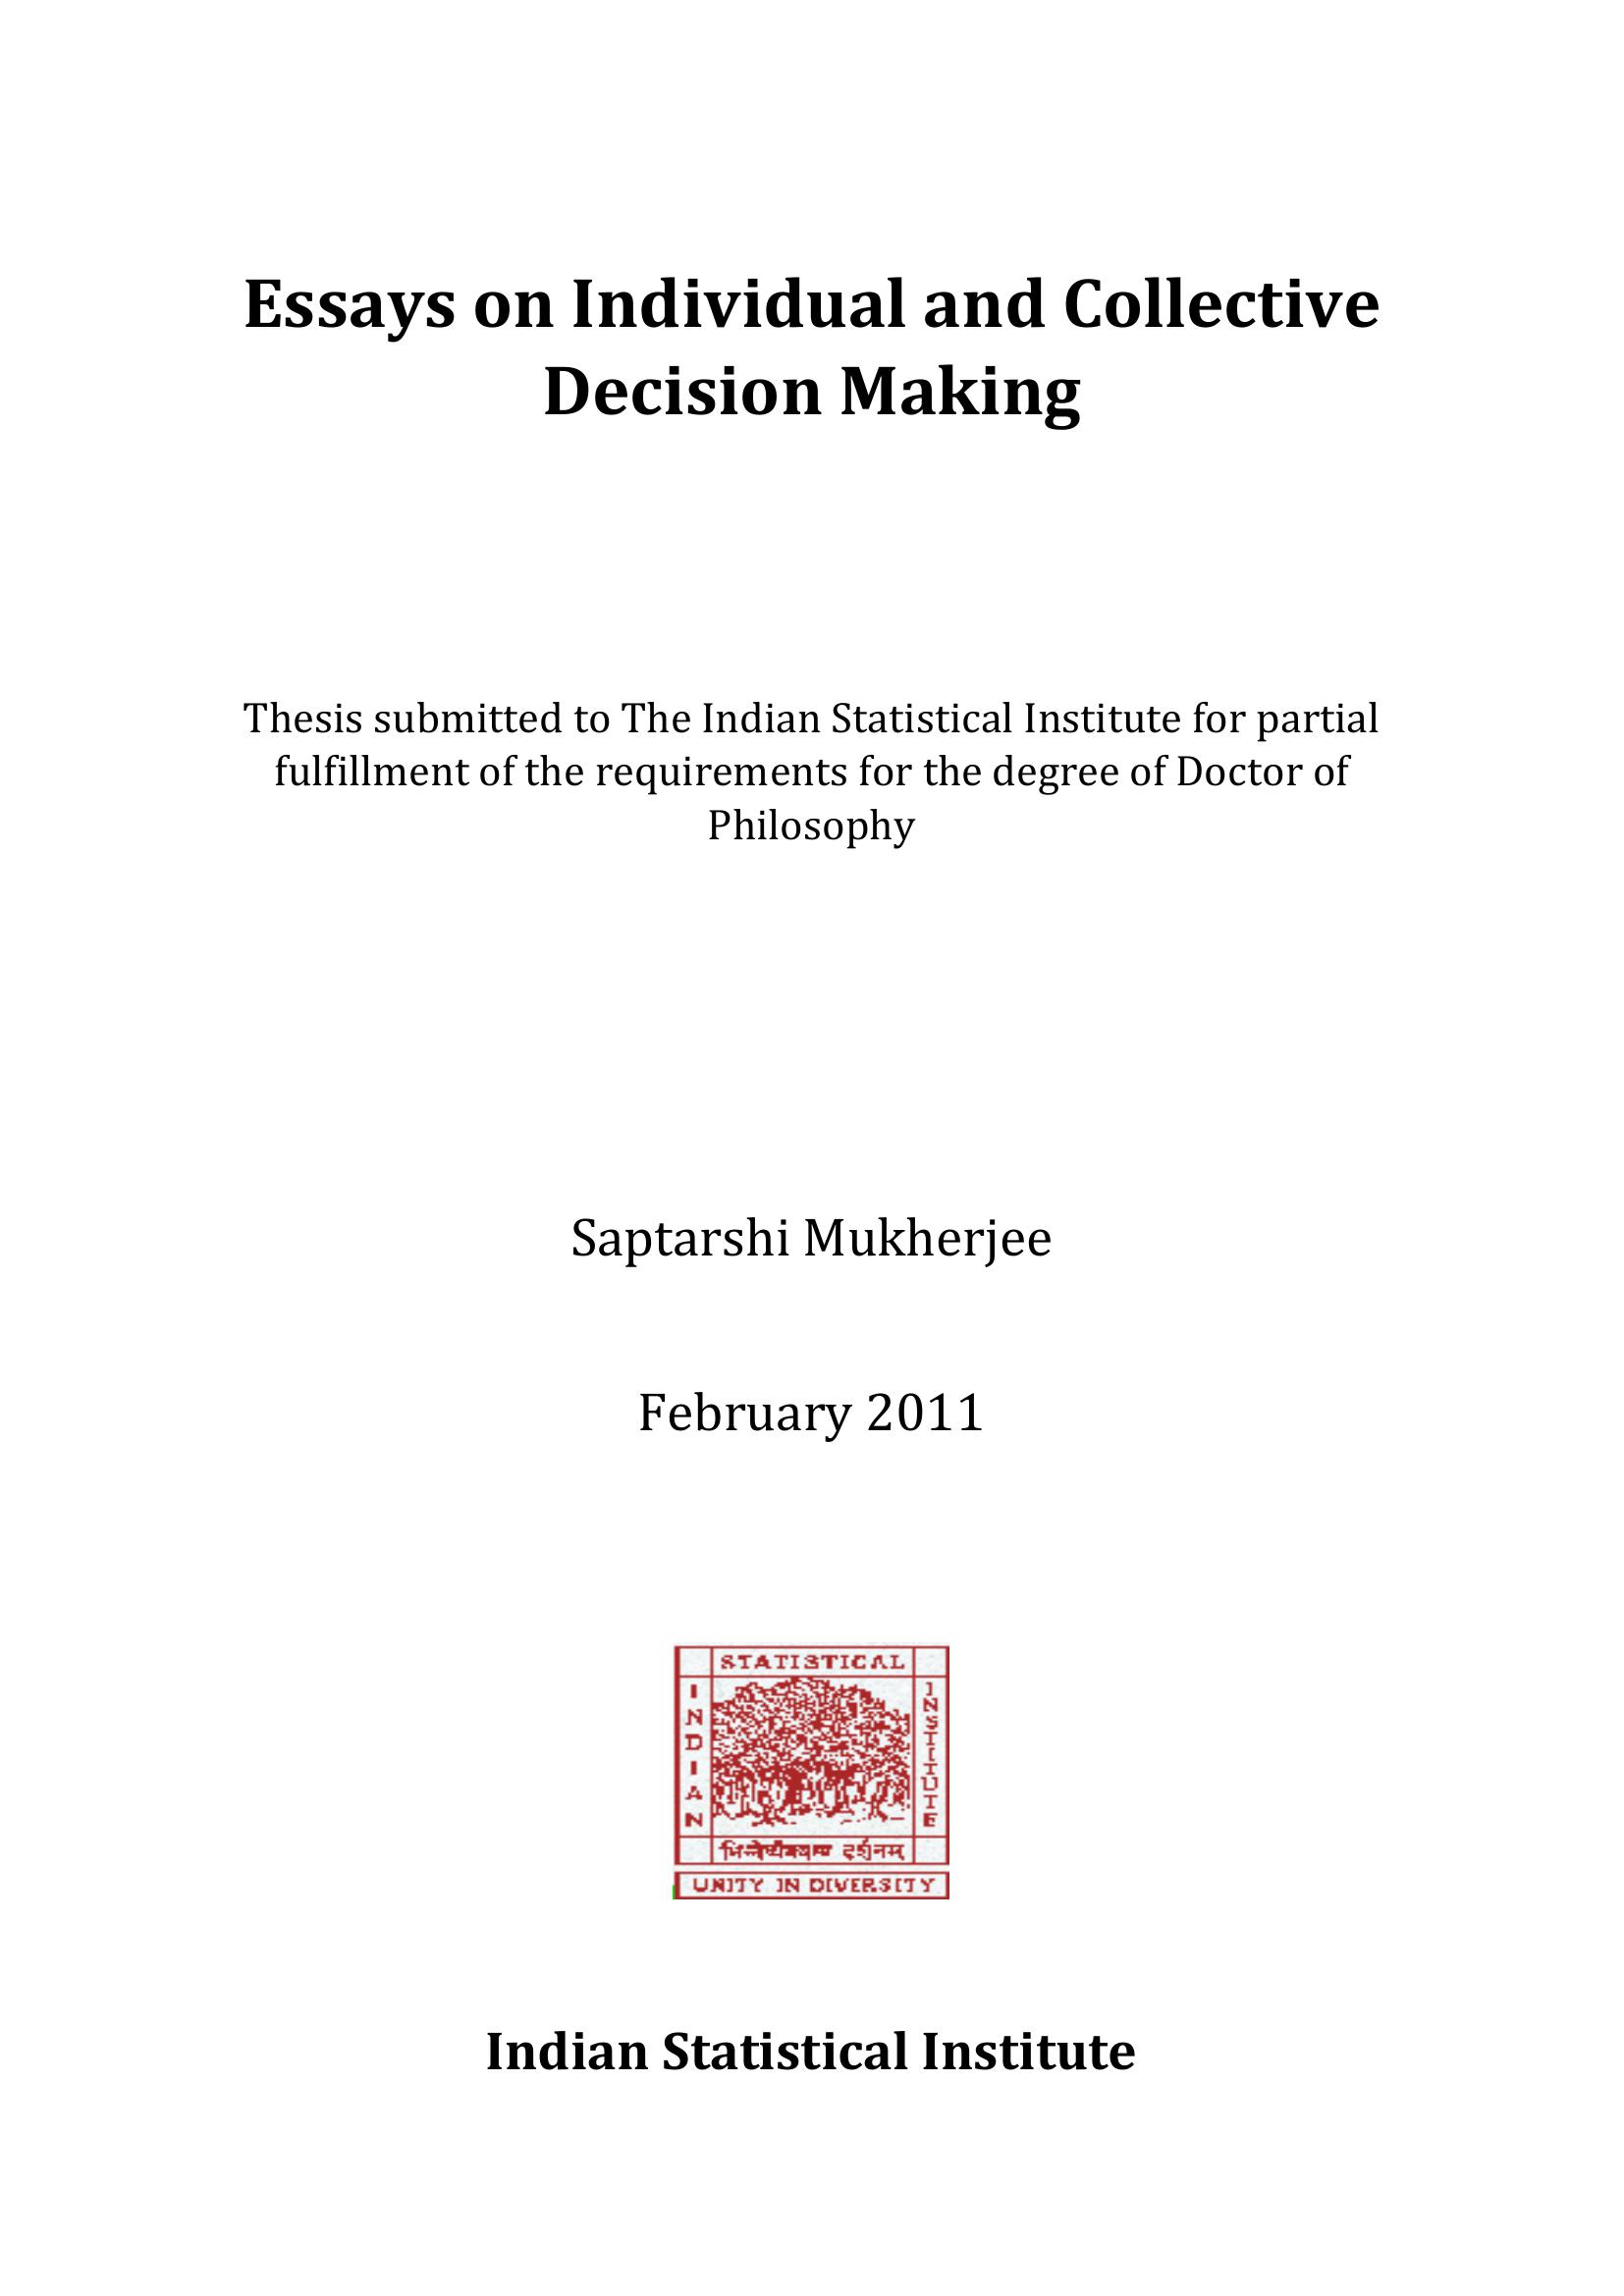 Essays on Individual and Collective
Decision Making
Thesis submitted to The Indian Statistical Institute for partial
fulfillment of the requirements for the degree of Doctor of
Philosophy
Saptarshi Mukherjee
February 2011
STATISTICAL
INDIAN
INSTITUTE
दर्शनम्
UNITY IN DIVERSITY
Indian Statistical Institute